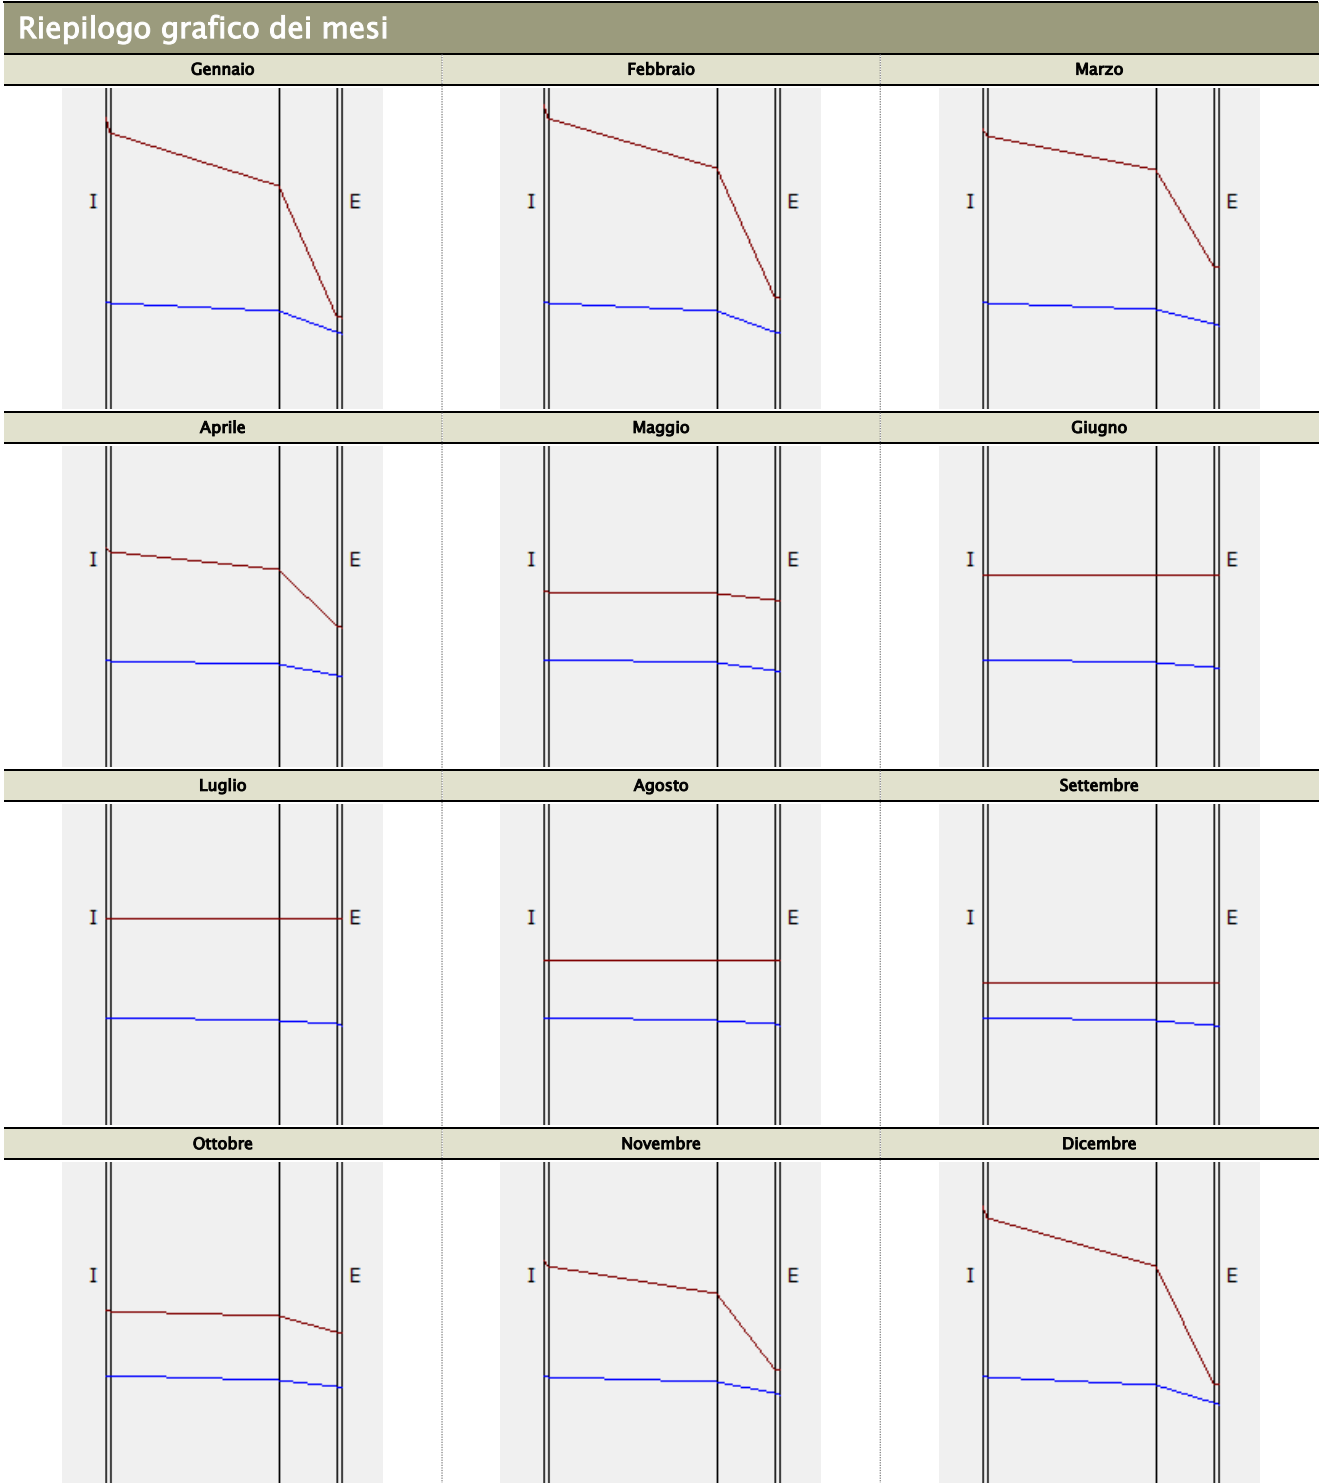 Riepilogo grafico dei mesi
Gennaio Febbraio Marzo
I E I E I E
Aprile Maggio Giugno
I E I E I E
Luglio Agosto Settembre
I E I E I E
Ottobre Novembre Dicembre
I E I E I E